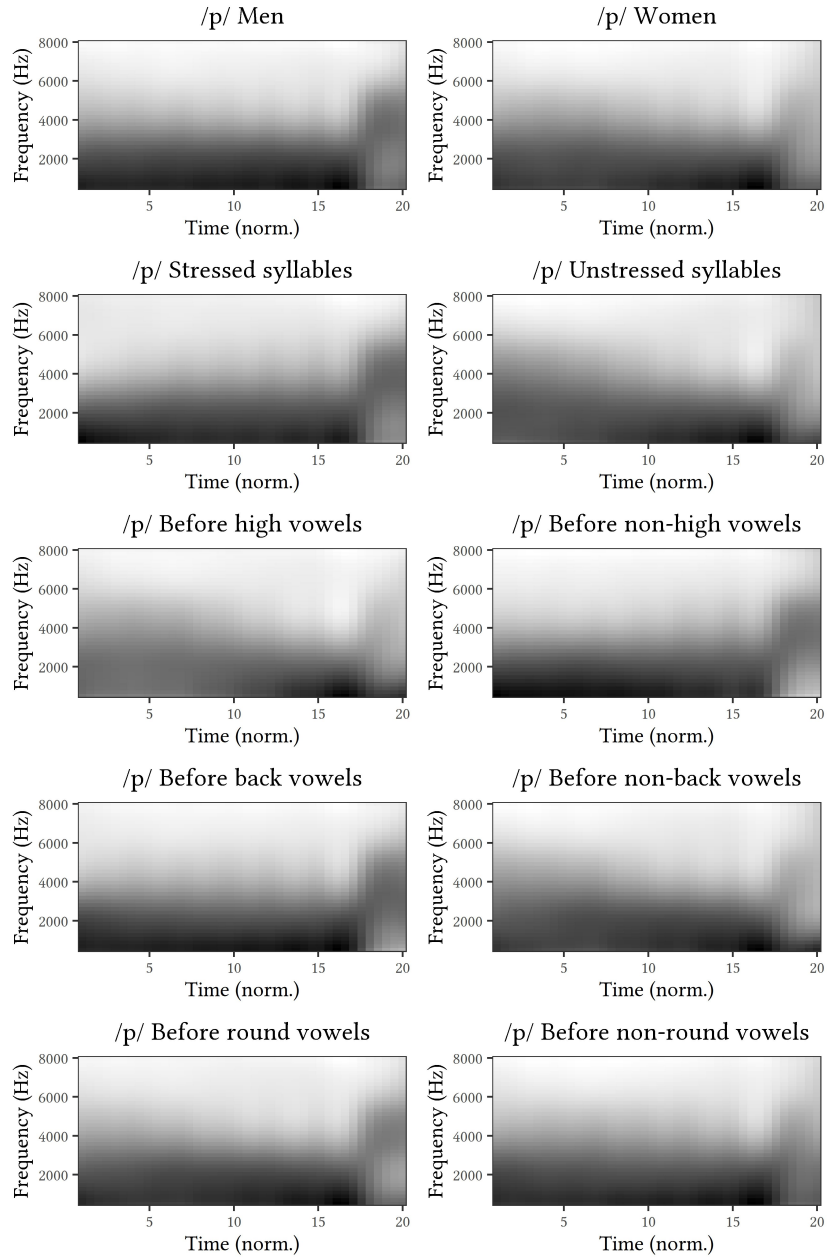 /p/ Men
/p/ Women
8000
6000
4000
2000
Frequency (Hz)
5 10 15 20
Time (norm.)
8000
6000
4000
2000
Frequency (Hz)
5 10 15 20
Time (norm.)
/p/ Stressed syllables
/p/ Unstressed syllables
8000
6000
4000
2000
Frequency (Hz)
5 10 15 20
Time (norm.)
8000
6000
4000
2000
Frequency (Hz)
5 10 15 20
Time (norm.)
/p/ Before high vowels
/p/ Before non-high vowels
8000
6000
4000
2000
Frequency (Hz)
5 10 15 20
Time (norm.)
8000
6000
4000
2000
Frequency (Hz)
5 10 15 20
Time (norm.)
/p/ Before back vowels
/p/ Before non-back vowels
8000
6000
4000
2000
Frequency (Hz)
5 10 15 20
Time (norm.)
8000
6000
4000
2000
Frequency (Hz)
5 10 15 20
Time (norm.)
/p/ Before round vowels
/p/ Before non-round vowels
8000
6000
4000
2000
Frequency (Hz)
5 10 15 20
Time (norm.)
8000
6000
4000
2000
Frequency (Hz)
5 10 15 20
Time (norm.)